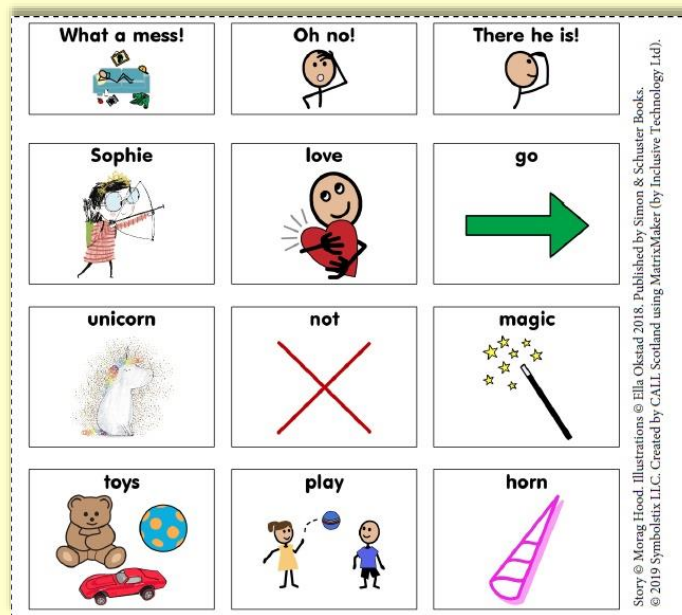 What a mess!
Oh no!
There he is!
Sophie
love
go
unicorn
not
magic
toys
play
horn
Story © Morag Hood. Illustrations © Ella Okstad 2018. Published by Simon & Schuster Books.
© 2019 Symbolstix LLC. Created by CALL Scotland using MatrixMaker (by Inclusive Technology Ltd).